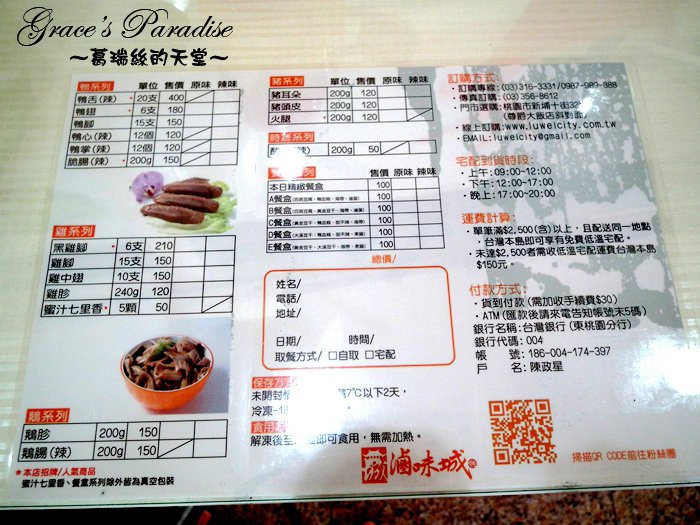 Grace's Paradise
～葛瑞絲的天堂～
鴨系列 單位 售價 原味 辣味
鴨舌(辣) • 20支 400
鴨翅 • 6支 180
鴨腳 15支 150
鴨心(辣) 12個 120
鴨掌(辣) 12個 120
脆腸(辣) 200g 150
雞系列
黑雞腳 • 6支 210
雞腳 15支 150
雞中翅 10支 150
雞胗 240g 120
蜜汁七里香 • 5顆 50
鵝系列
鵝胗 200g 150
鵝腸(辣) 200g 150
★本店招牌/人氣商品
蜜汁七里香、餐盒系列除外皆為真空包裝
豬系列 單位 售價 原味 辣味
豬耳朵 200g 120
豬頭皮 200g 120
火腿 200g 120
時蔬系列
200g 50
售價 原味 辣味
本日精緻餐盒 100
A餐盒 100
B餐盒 100
C餐盒 100
D餐盒 100
E餐盒 100
總價/
姓名/
電話/
地址/
日期/ 時間/
取餐方式/ □自取 □宅配
保存方式
未開封 7℃以下2天,
冷凍
食用
解凍後 即可食用，無需加熱。
滷味城
訂購方式:
•訂購專線: (03)316-3331/0987-989-888
•傳真訂購: (03) 356-8612
•門市選購: 桃園市新埔十街33
(尊爵大飯店斜對面)
•線上訂購: www.luweicity.com.tw
•EMAIL: luweicity@gmail.com
宅配到貨時段:
•上午: 09:00~12:00
•下午: 12:00~17:00
•晚上: 17:00~20:00
運費計算:
•單筆滿$2,500(含)以上，且配送同一地點
，台灣本島即可享有免費低溫宅配。
•未達$2,500者需收低溫宅配運費台灣本島
$150元。
付款方式:
•貨到付款 (需加收手續費$30)
•ATM (匯款後請來電告知帳號末5碼)
銀行名稱: 台灣銀行 (東桃園分行)
銀行代碼: 004
帳 號: 186-004-174-397
戶 名: 陳政星
掃描QR CODE前往粉絲團